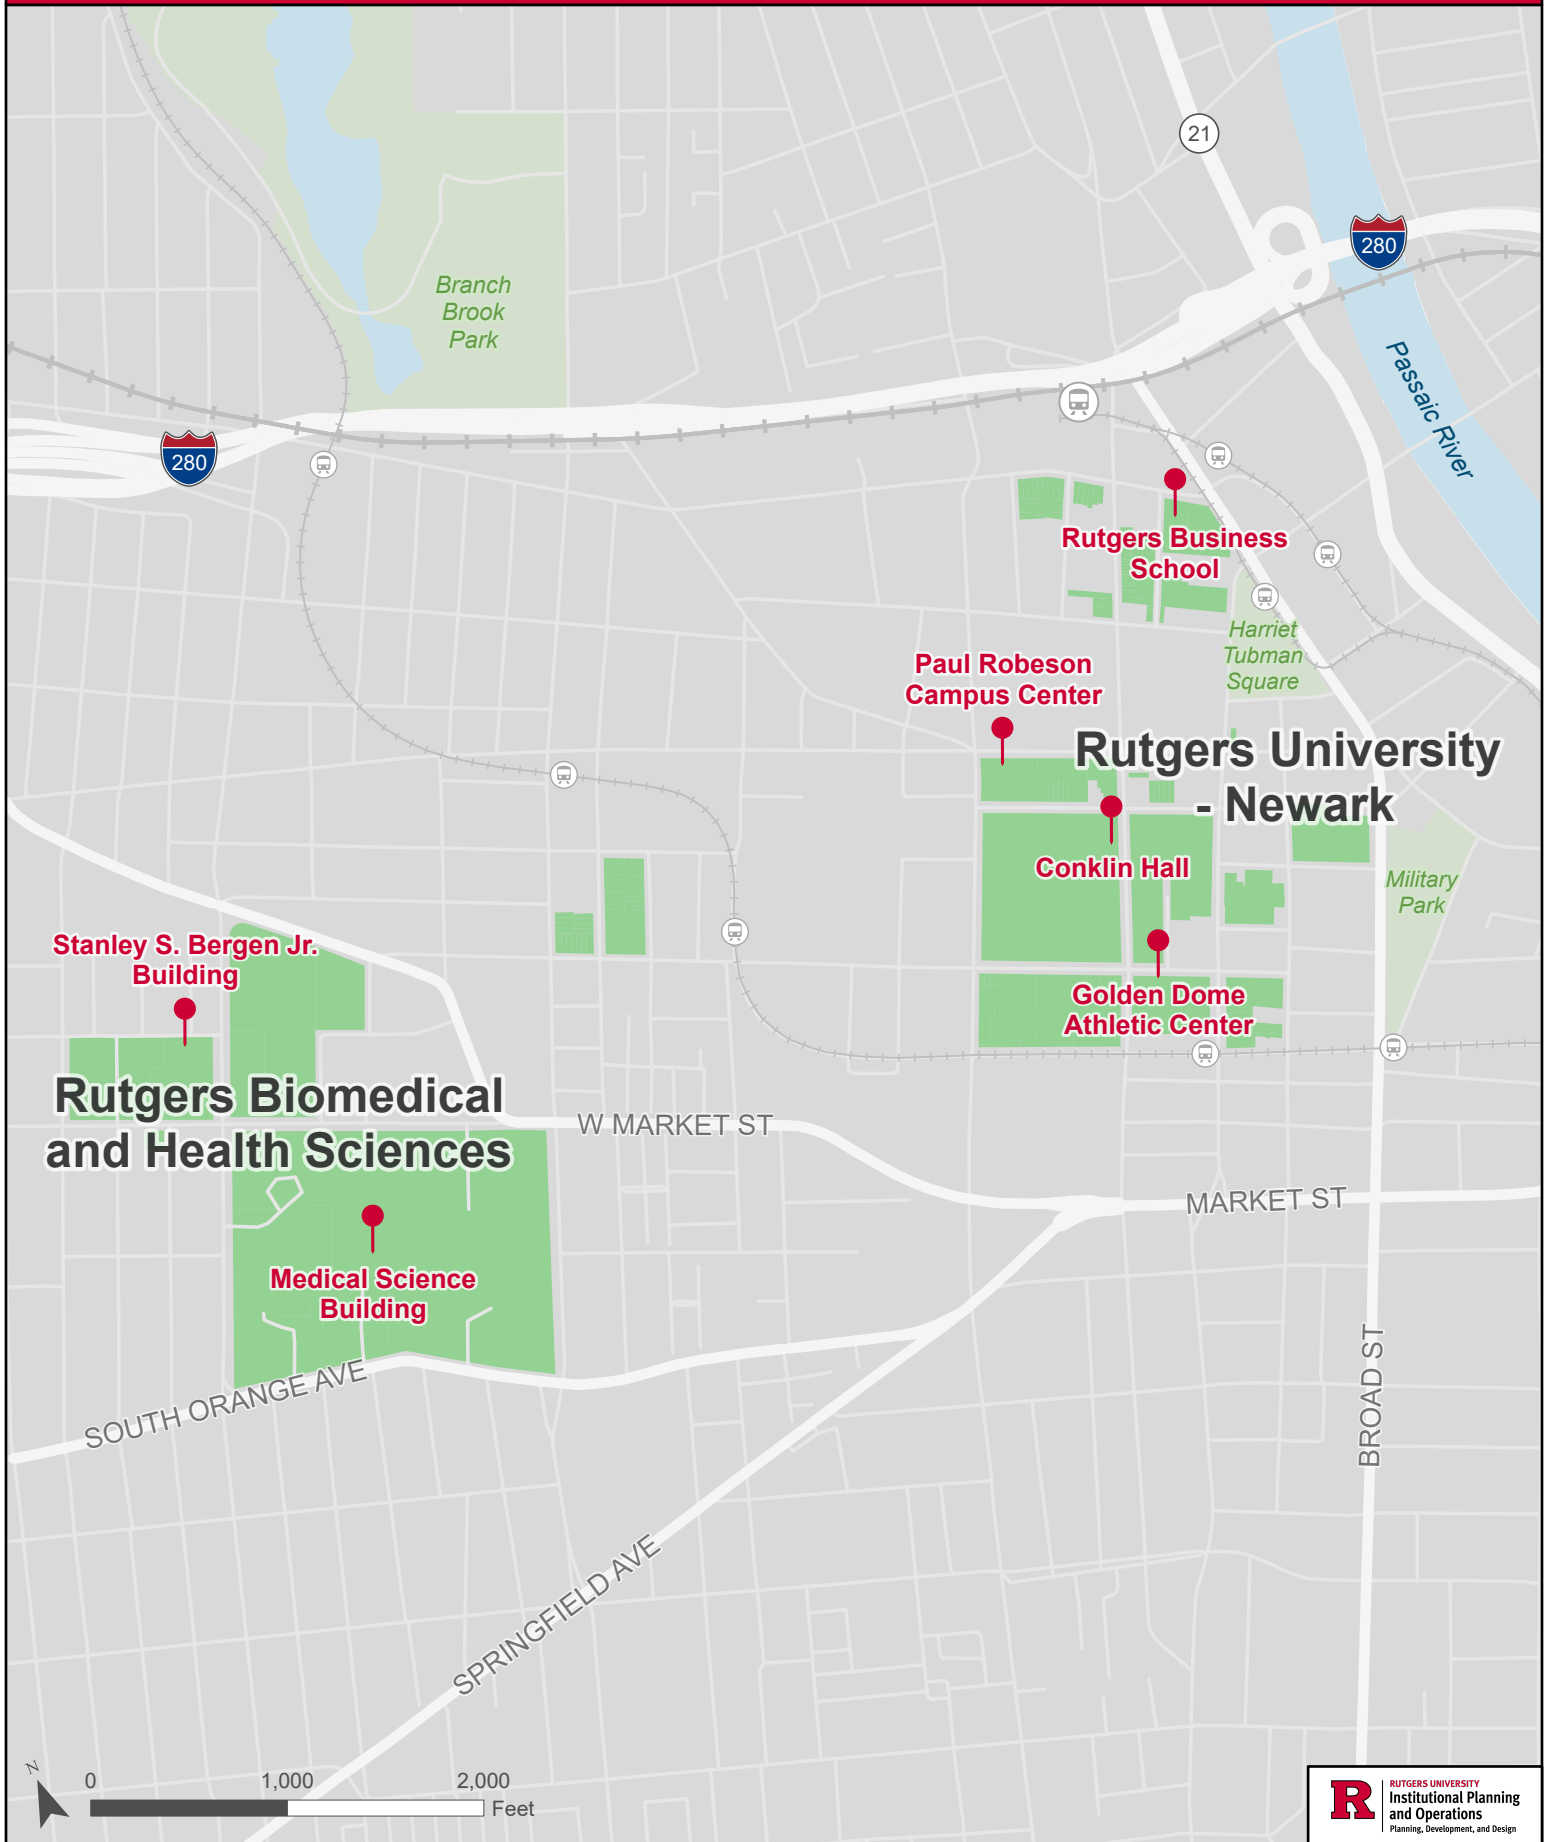 21
280
Branch
Brook
Park
Passaic River
280
Rutgers Business
School
Harriet
Tubman
Square
Paul Robeson
Campus Center
Rutgers University
- Newark
Conklin Hall
Military
Park
Stanley S. Bergen Jr.
Building
Golden Dome
Athletic Center
Rutgers Biomedical
and Health Sciences
W MARKET ST
MARKET ST
Medical Science
Building
SOUTH ORANGE AVE
BROAD ST
SPRINGFIELD AVE
N
0 1,000 2,000
Feet
R
RUTGERS UNIVERSITY
Institutional Planning
and Operations
Planning, Development, and Design